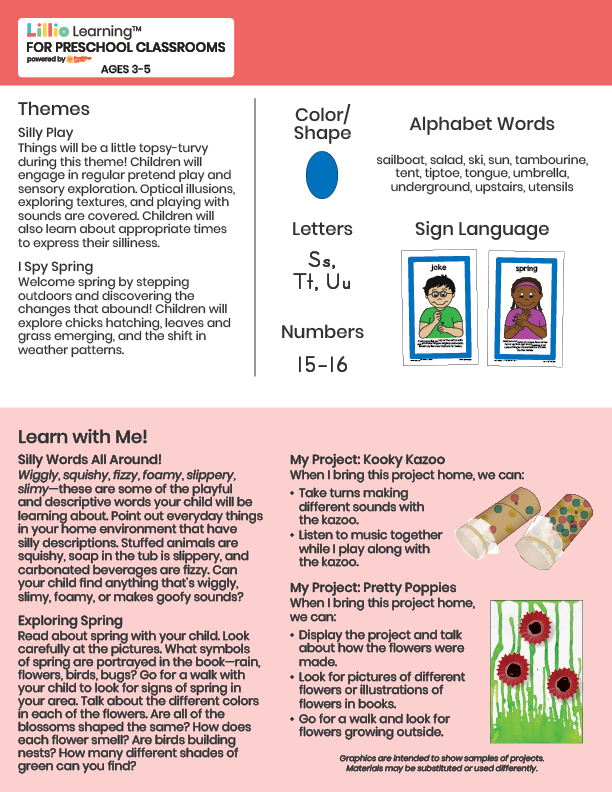 Lillio Learning™
FOR PRESCHOOL CLASSROOMS
powered by
AGES 3-5
Themes
Silly Play
Things will be a little topsy-turvy
during this theme! Children will
engage in regular pretend play and
sensory exploration. Optical illusions,
exploring textures, and playing with
sounds are covered. Children will
also learn about appropriate times
to express their silliness.
I Spy Spring
Welcome spring by stepping
outdoors and discovering the
changes that abound! Children will
explore chicks hatching, leaves and
grass emerging, and the shift in
weather patterns.
Color/
Shape
Letters
Ss,
Tt, Uu
Numbers
15-16
Alphabet Words
sailboat, salad, ski, sun, tambourine,
tent, tiptoe, tongue, umbrella,
underground, upstairs, utensils
Sign Language
joke
spring
Learn with Me!
Silly Words All Around!
Wiggly, squishy, fizzy, foamy, slippery,
slimy—these are some of the playful
and descriptive words your child will be
learning about. Point out everyday things
in your home environment that have
silly descriptions. Stuffed animals are
squishy, soap in the tub is slippery, and
carbonated beverages are fizzy. Can
your child find anything that's wiggly,
slimy, foamy, or makes goofy sounds?
Exploring Spring
Read about spring with your child. Look
carefully at the pictures. What symbols
of spring are portrayed in the book—rain,
flowers, birds, bugs? Go for a walk with
your child to look for signs of spring in
your area. Talk about the different colors
in each of the flowers. Are all of the
blossoms shaped the same? How does
each flower smell? Are birds building
nests? How many different shades of
green can you find?
My Project: Kooky Kazoo
When I bring this project home, we can:
• Take turns making
different sounds with
the kazoo.
• Listen to music together
while I play along with
the kazoo.
My Project: Pretty Poppies
When I bring this project home,
we can:
• Display the project and talk
about how the flowers were
made.
• Look for pictures of different
flowers or illustrations of
flowers in books.
• Go for a walk and look for
flowers growing outside.
Graphics are intended to show samples of projects.
Materials may be substituted or used differently.